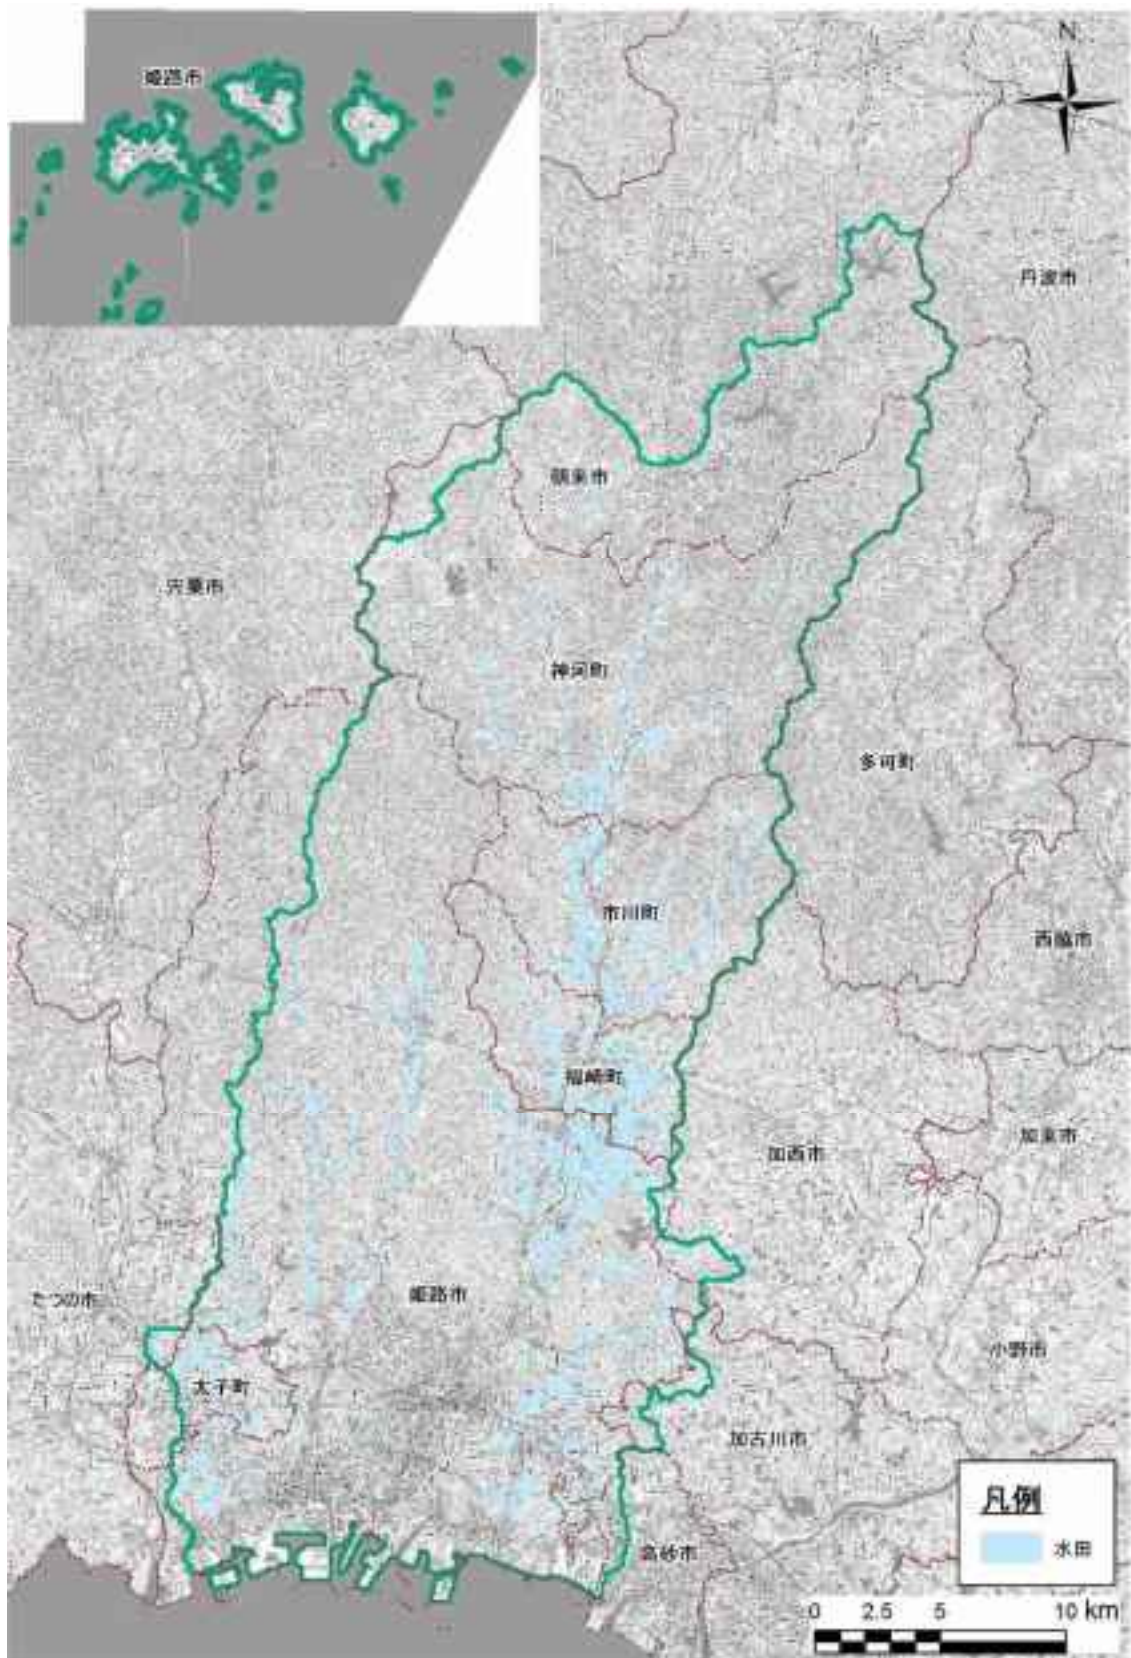 姫路市
N
丹波市
朝来市
宍粟市
神河町
多可町
市川町
西脇市
福崎町
加東市
加西市
たつの市
姫路市
小野市
太子町
加古川市
高砂市
凡例
水田
0 2.5 5 10 km